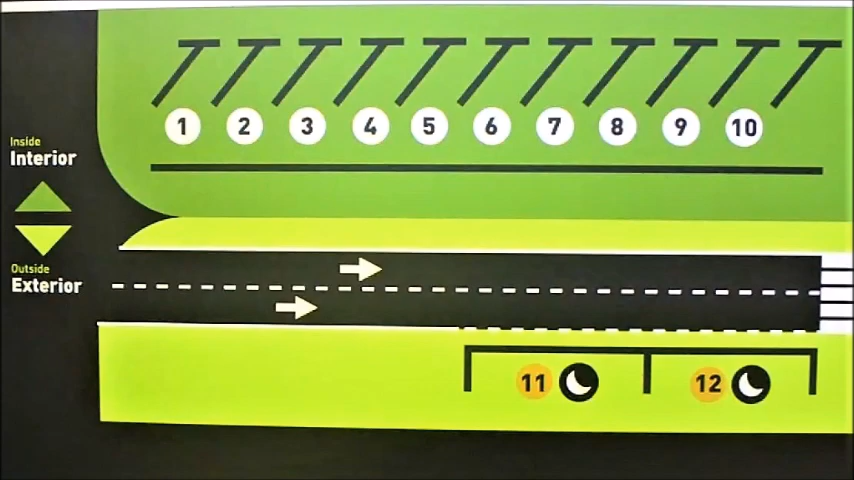 1 2 3 4 5 6 7 8 9 10
Inside
Interior
Outside
Exterior
11 12